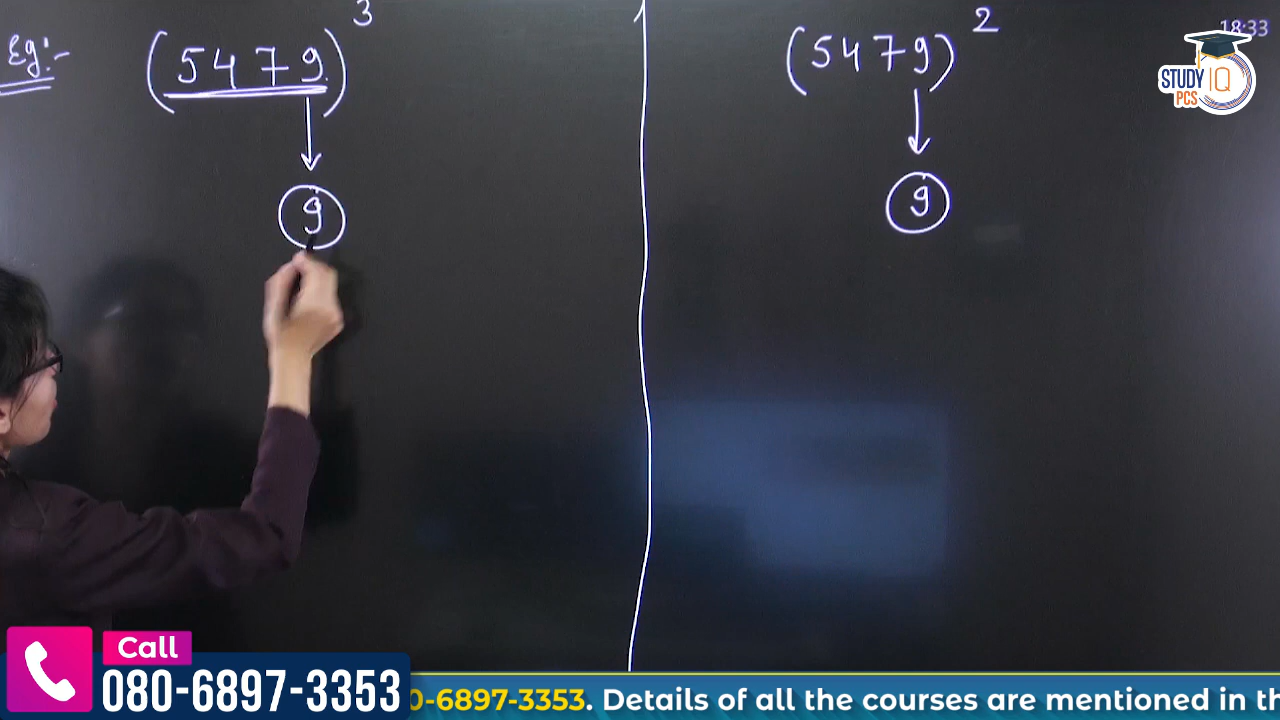 Eg:-
(5479)^3
9
(5479)^2
9
18:33
STUDY IQ
PCS
Call
080-6897-3353
0-6897-3353. Details of all the courses are mentioned in th